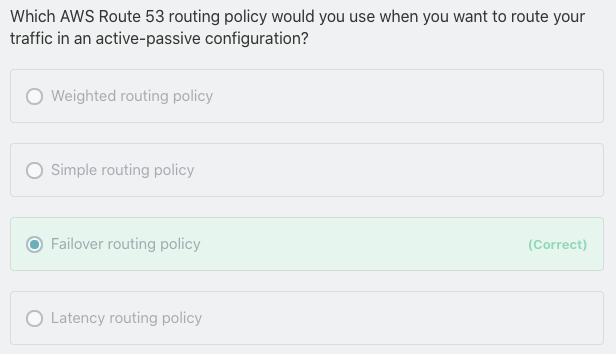 Which AWS Route 53 routing policy would you use when you want to route your
traffic in an active-passive configuration?
Weighted routing policy
Simple routing policy
Failover routing policy (Correct)
Latency routing policy